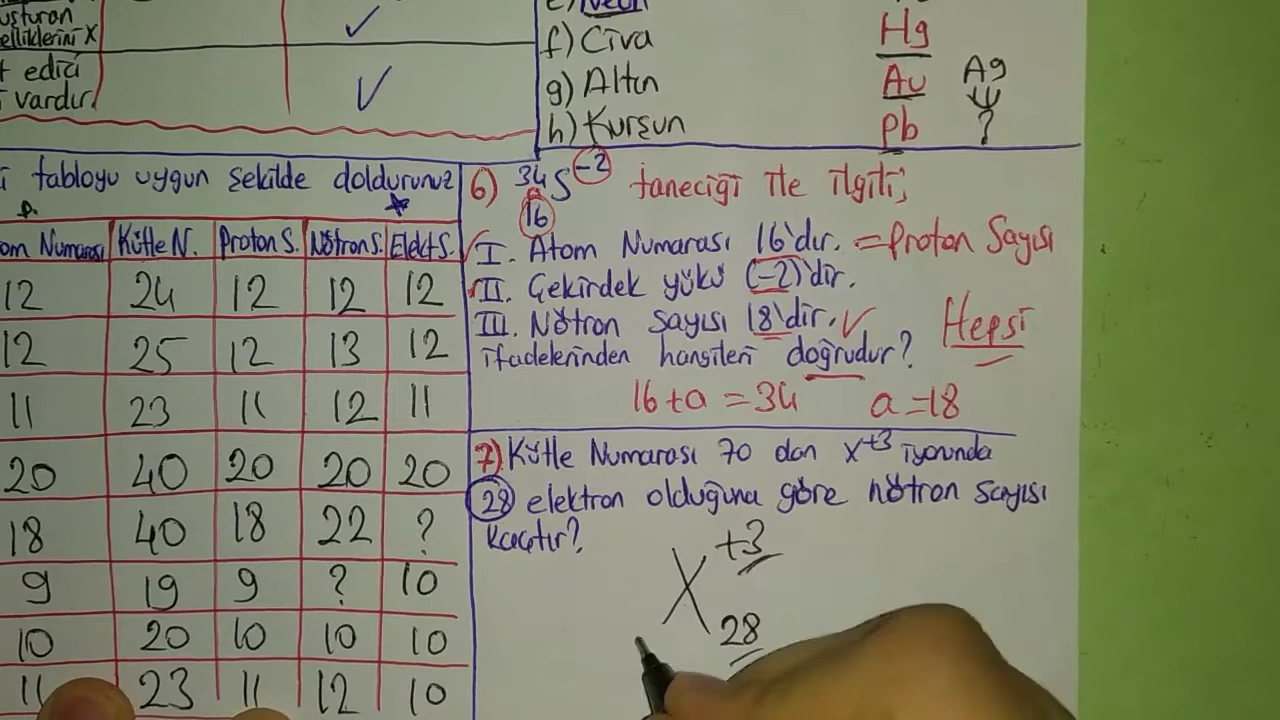 uşturan
elliklerini X
t edici
i vardır.
e) Neon
f) Civa
g) Altın
h) Kurşun
Hg
Au
Pb
Ag
?
i tabloyu uygun şekilde doldurunuz
P.
om Numarası Kütle N. Proton S. Nötron S. Elekt S.
12 24 12 12 12
12 25 12 13 12
11 23 11 12 11
20 40 20 20 20
18 40 18 22 ?
9 19 9 ? 10
10 20 10 10 10
11 23 11 12 10
6) 34 S -2 taneciği ile ilgili;
16
I. Atom Numarası 16'dır. = Proton Sayısı
II. Çekirdek yükü (-2)'dir.
III. Nötron sayısı 18'dir. Hepsi
ifadelerinden hangileri doğrudur?
16+a=34 a=18
7) Kütle Numarası 70 dan X+3 iyonunda
28 elektron olduğuna göre nötron sayısı
kaçtır?
X +3
28